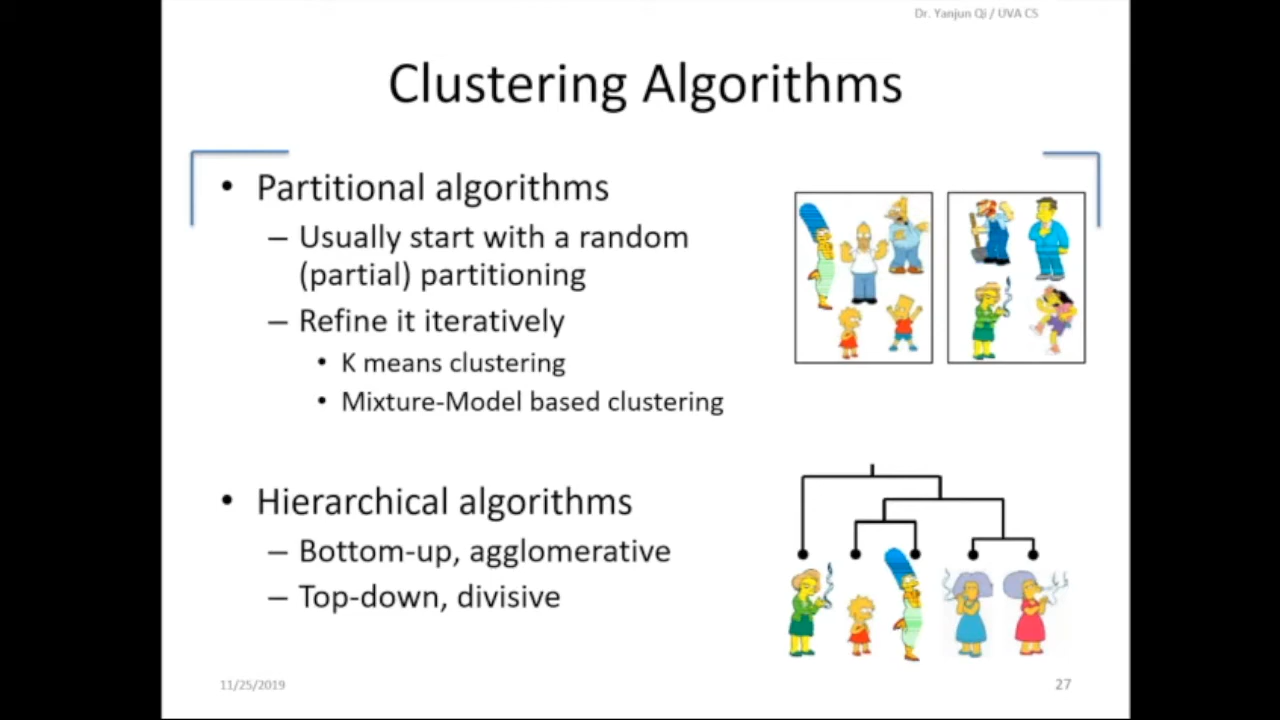 Dr. Yanjun Qi / UVA CS
Clustering Algorithms
• Partitional algorithms
– Usually start with a random
(partial) partitioning
– Refine it iteratively
• K means clustering
• Mixture-Model based clustering
• Hierarchical algorithms
– Bottom-up, agglomerative
– Top-down, divisive
11/25/2019
27